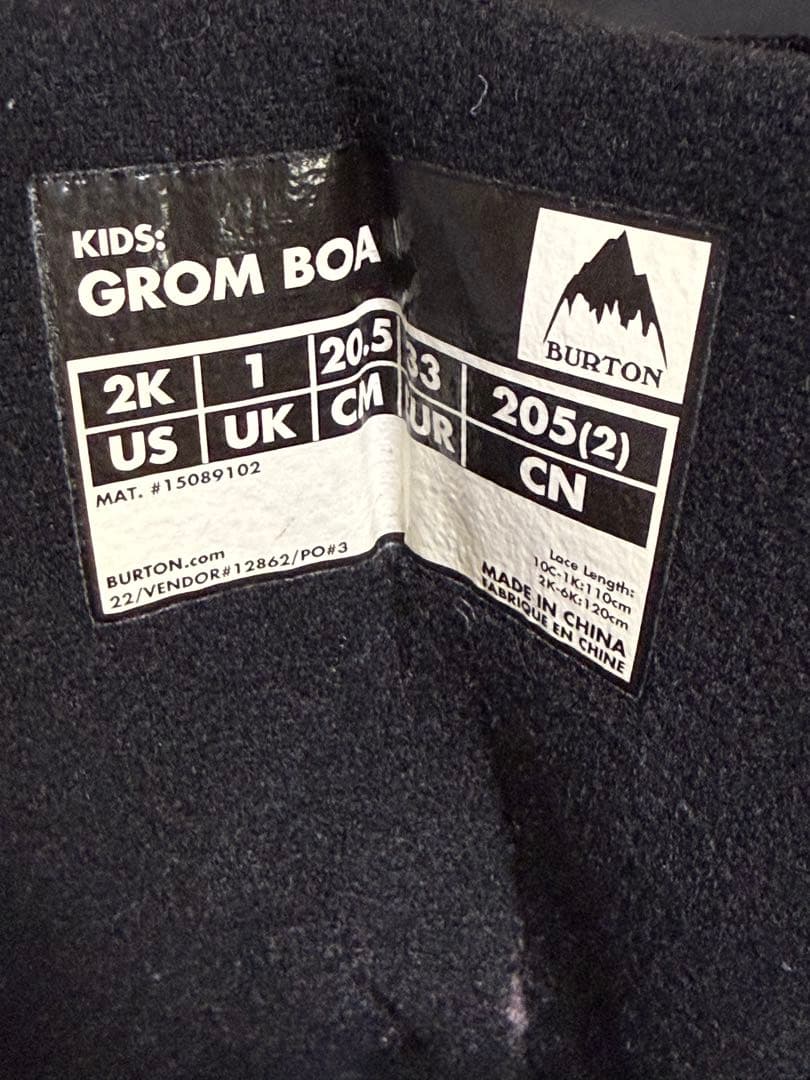 KIDS:
GROM BOA
BURTON
2K 1 20.5 33 205(2)
US UK CM UR CN
MAT. #15089102
BURTON.com
22/VENDOR#12862/PO#3
Lace Length:
10C-1K:110cm
2K-6K:120cm
MADE IN CHINA
FABRIQUE EN CHINE